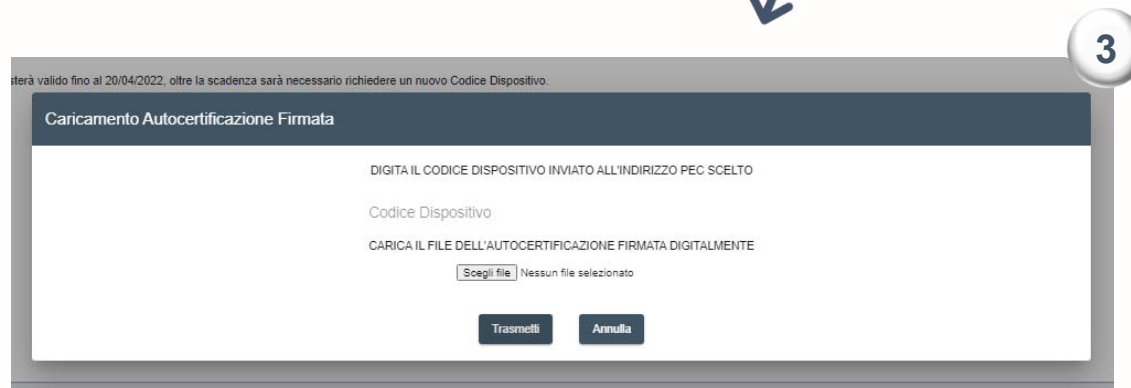 3
valido fino al 20/04/2022, oltre la scadenza sarà necessario richiedere un nuovo Codice Dispositivo.
Caricamento Autocertificazione Firmata
DIGITA IL CODICE DISPOSITIVO INVIATO ALL'INDIRIZZO PEC SCELTO
Codice Dispositivo
CARICA IL FILE DELL'AUTOCERTIFICAZIONE FIRMATA DIGITALMENTE
Scegli file Nessun file selezionato
Trasmetti Annulla